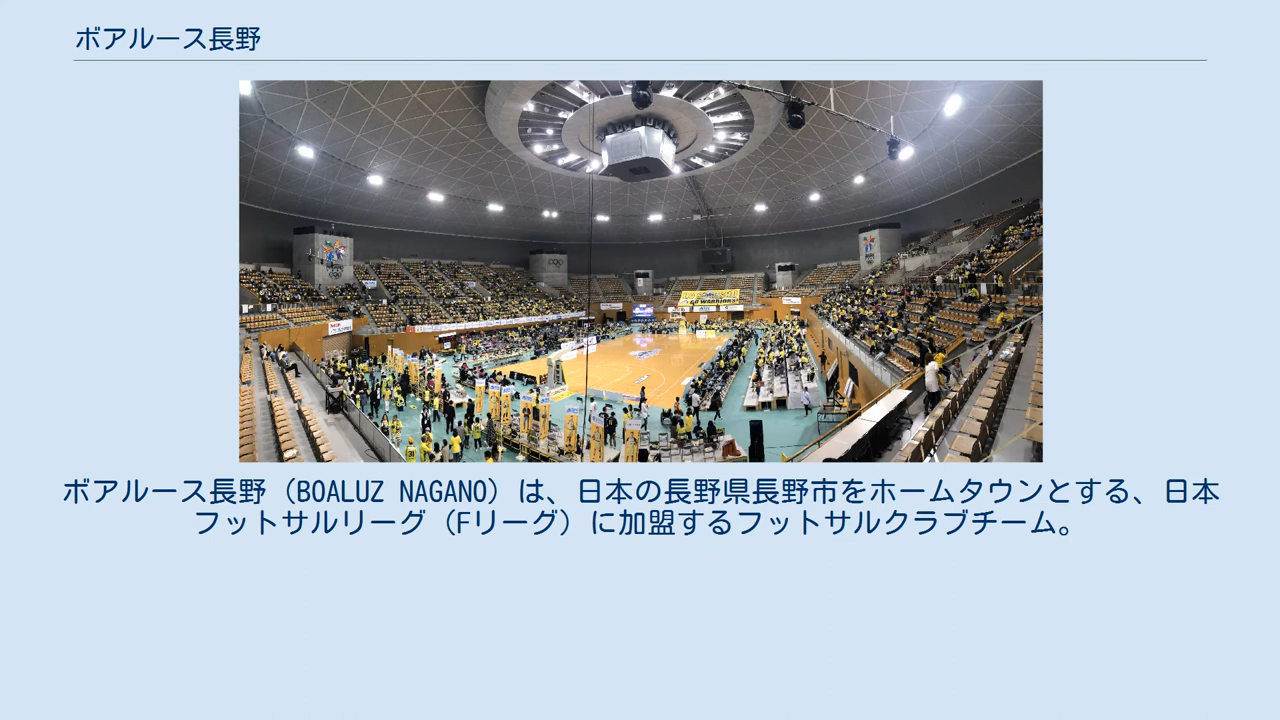 ボアルース長野
GO WARRIORS
ボアルース長野（BOALUZ NAGANO）は、日本の長野県長野市をホームタウンとする、日本
フットサルリーグ（Fリーグ）に加盟するフットサルクラブチーム。